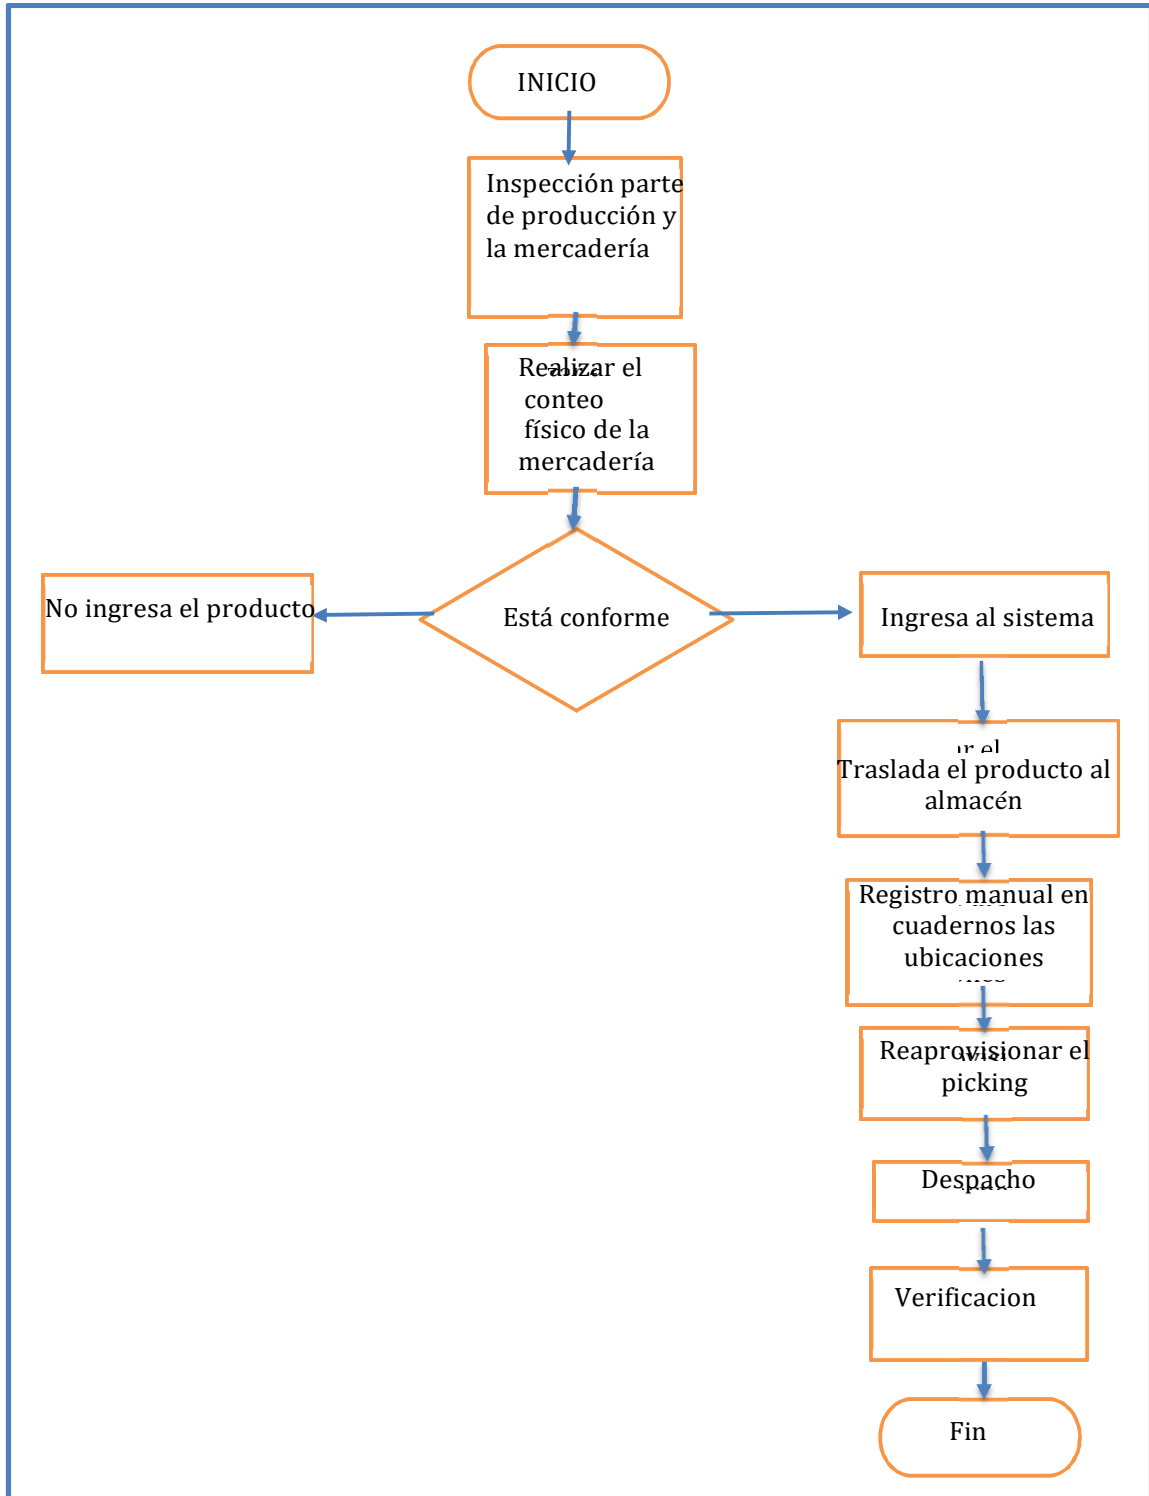 INICIO
Inspección parte
de producción y
la mercadería
Realizar el
conteo
físico de la
mercadería
No ingresa el producto
Está conforme
Ingresa al sistema
Traslada el producto al
almacén
Registro manual en
cuadernos las
ubicaciones
Reaprovisionar el
picking
Despacho
Verificacion
Fin